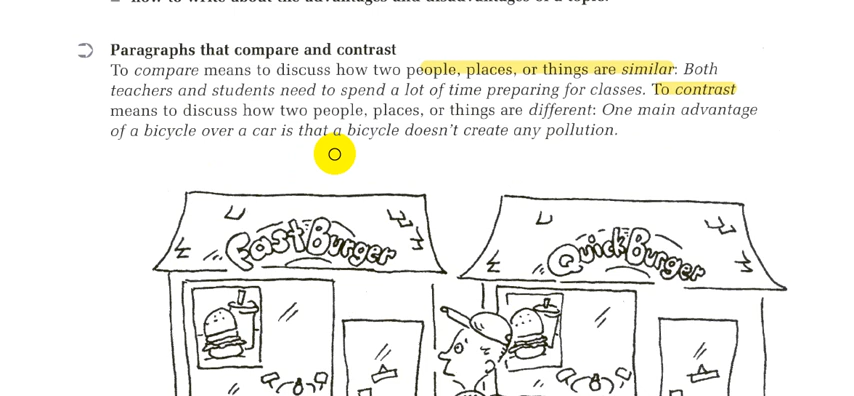 Paragraphs that compare and contrast
To compare means to discuss how two people, places, or things are similar: Both
teachers and students need to spend a lot of time preparing for classes. To contrast
means to discuss how two people, places, or things are different: One main advantage
of a bicycle over a car is that a bicycle doesn't create any pollution.
FastBurger
QuickBurger